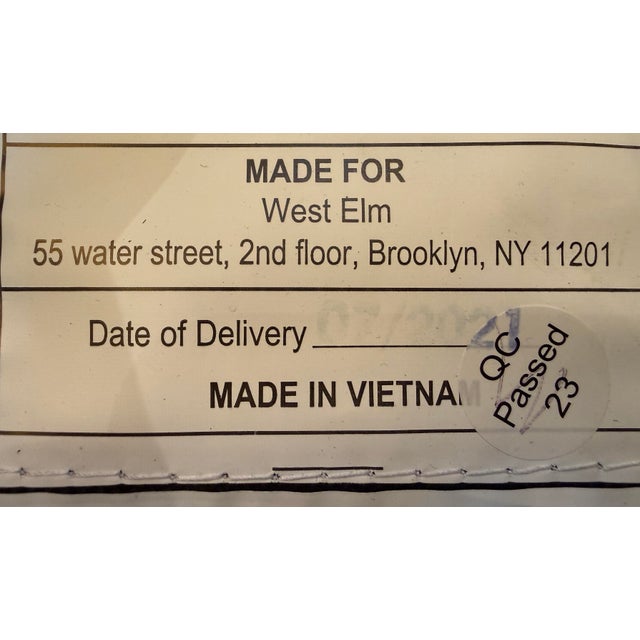 MADE FOR
West Elm
55 water street, 2nd floor, Brooklyn, NY 11201
Date of Delivery
MADE IN VIETNAM
QC
Passed
23